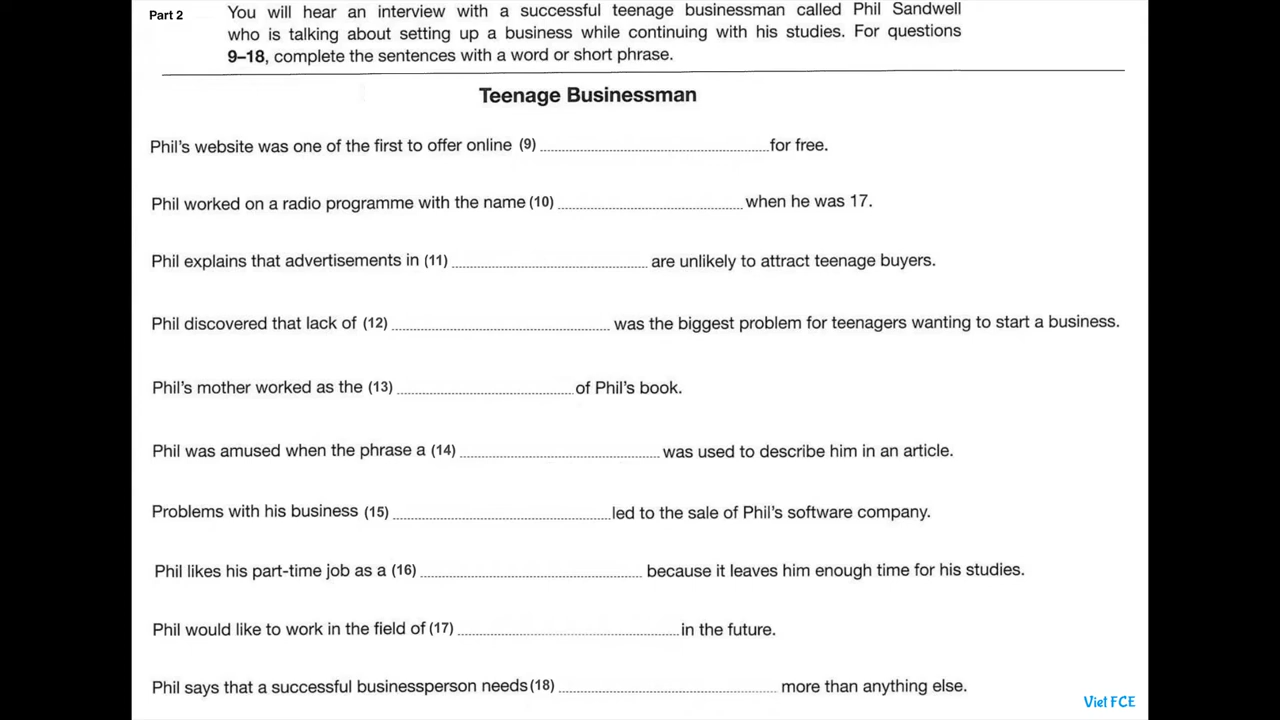 Part 2 You will hear an interview with a successful teenage businessman called Phil Sandwell
who is talking about setting up a business while continuing with his studies. For questions
9–18, complete the sentences with a word or short phrase.
Teenage Businessman
Phil's website was one of the first to offer online (9) ........................ for free.
Phil worked on a radio programme with the name (10) ........................ when he was 17.
Phil explains that advertisements in (11) ........................ are unlikely to attract teenage buyers.
Phil discovered that lack of (12) ........................ was the biggest problem for teenagers wanting to start a business.
Phil's mother worked as the (13) ........................ of Phil's book.
Phil was amused when the phrase a (14) ........................ was used to describe him in an article.
Problems with his business (15) ........................ led to the sale of Phil's software company.
Phil likes his part-time job as a (16) ........................ because it leaves him enough time for his studies.
Phil would like to work in the field of (17) ........................ in the future.
Phil says that a successful businessperson needs (18) ........................ more than anything else.
Viet FCE